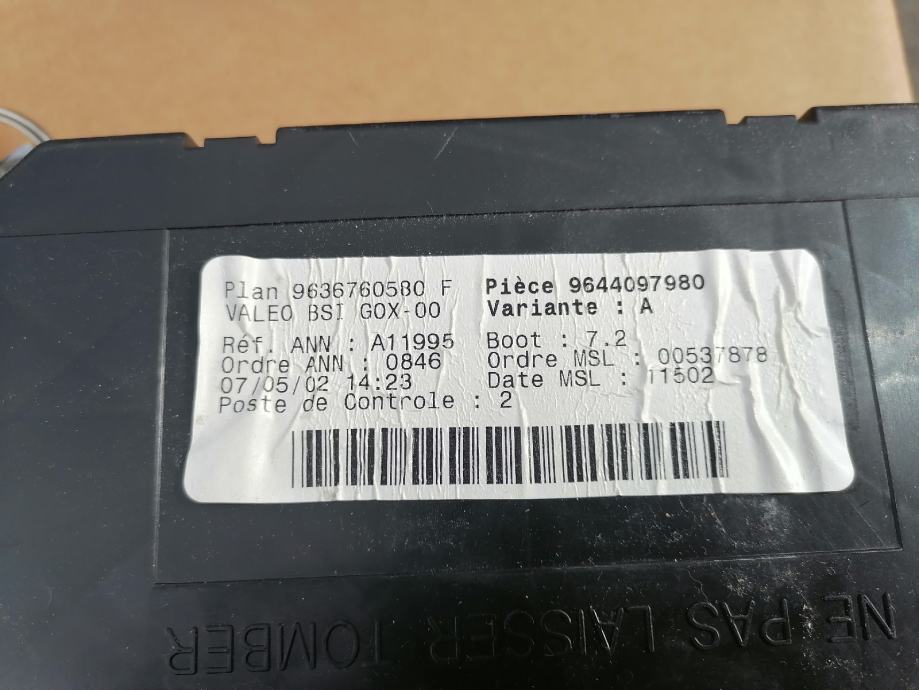 Plan 9636760580 F
VALEO BSI GOX-00
Réf. ANN : A11995
Ordre ANN : 0846
07/05/02 14:23
Poste de Controle : 2
Pièce 9644097980
Variante : A
Boot : 7.2
Ordre MSL : 00537878
Date MSL : 11502
NE PAS LAISSER TOMBER